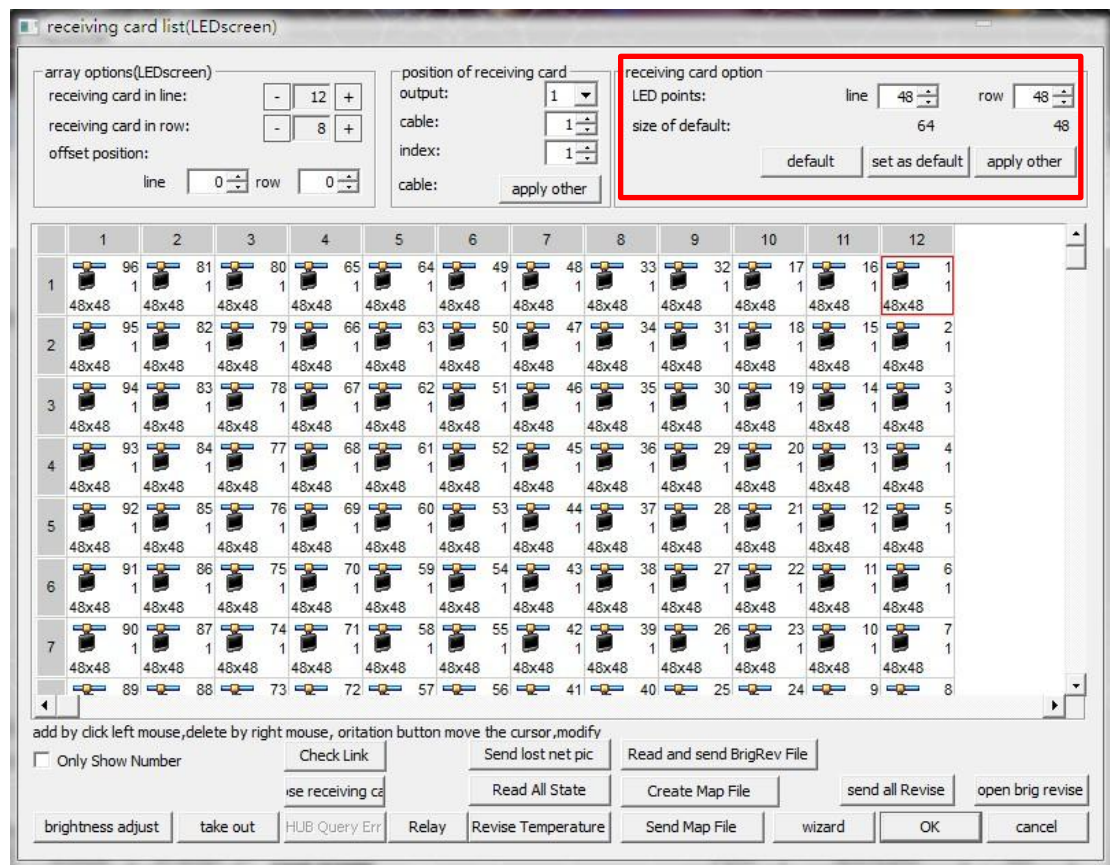 receiving card list(LEDscreen)
array options(LEDscreen)
receiving card in line: - 12 +
receiving card in row: - 8 +
offset position:
line 0 row 0
position of receiving card
output: 1
cable: 1
index: 1
cable: apply other
receiving card option
LED points: line 48 row 48
size of default: 64 48
default set as default apply other
1 2 3 4 5 6 7 8 9 10 11 12
96 81 80 65 64 49 48 33 32 17 16 1
1 1 1 1 1 1 1 1 1 1 1 1 1
48x48 48x48 48x48 48x48 48x48 48x48 48x48 48x48 48x48 48x48 48x48 48x48
95 82 79 66 63 50 47 34 31 18 15 2
2 1 1 1 1 1 1 1 1 1 1 1 1
48x48 48x48 48x48 48x48 48x48 48x48 48x48 48x48 48x48 48x48 48x48 48x48
94 83 78 67 62 51 46 35 30 19 14 3
3 1 1 1 1 1 1 1 1 1 1 1 1
48x48 48x48 48x48 48x48 48x48 48x48 48x48 48x48 48x48 48x48 48x48 48x48
93 84 77 68 61 52 45 36 29 20 13 4
4 1 1 1 1 1 1 1 1 1 1 1 1
48x48 48x48 48x48 48x48 48x48 48x48 48x48 48x48 48x48 48x48 48x48 48x48
92 85 76 69 60 53 44 37 28 21 12 5
5 1 1 1 1 1 1 1 1 1 1 1 1
48x48 48x48 48x48 48x48 48x48 48x48 48x48 48x48 48x48 48x48 48x48 48x48
91 86 75 70 59 54 43 38 27 22 11 6
6 1 1 1 1 1 1 1 1 1 1 1 1
48x48 48x48 48x48 48x48 48x48 48x48 48x48 48x48 48x48 48x48 48x48 48x48
90 87 74 71 58 55 42 39 26 23 10 7
7 1 1 1 1 1 1 1 1 1 1 1 1
48x48 48x48 48x48 48x48 48x48 48x48 48x48 48x48 48x48 48x48 48x48 48x48
89 88 73 72 57 56 41 40 25 24 9 8
add by click left mouse,delete by right mouse, oritation button move the cursor,modify
Only Show Number Check Link Send lost net pic Read and send BrigRev File
se receiving ca Read All State Create Map File send all Revise open brig revise
brightness adjust take out HUB Query Err Relay Revise Temperature Send Map File wizard OK cancel